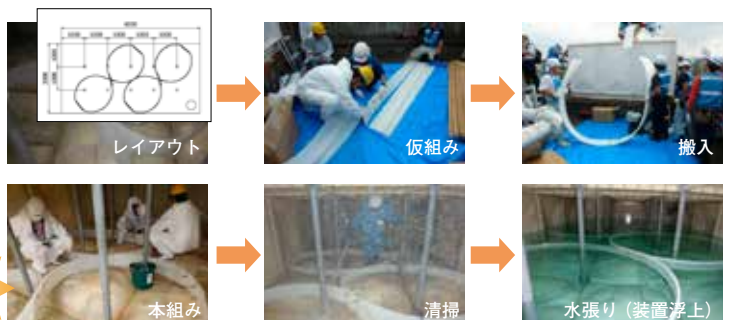 レイアウト
仮組み
搬入
本組み
清掃
水張り（装置浮上）